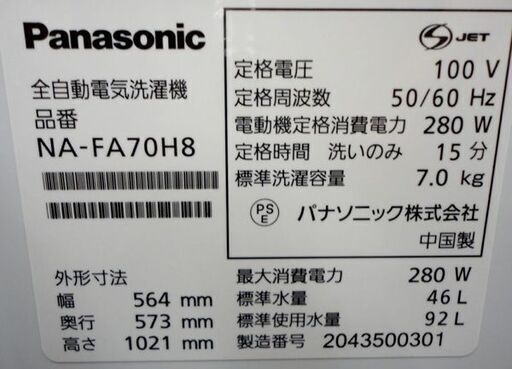 Panasonic
全自動電気洗濯機
品番
NA-FA70H8
S JET
定格電圧 100 V
定格周波数 50/60 Hz
電動機定格消費電力 280 W
定格時間 洗いのみ 15 分
標準洗濯容量 7.0 kg
PS E パナソニック株式会社
中国製
外形寸法
幅 564 mm
奥行 573 mm
高さ 1021 mm
最大消費電力 280 W
標準水量 46 L
標準使用水量 92 L
製造番号 2043500301